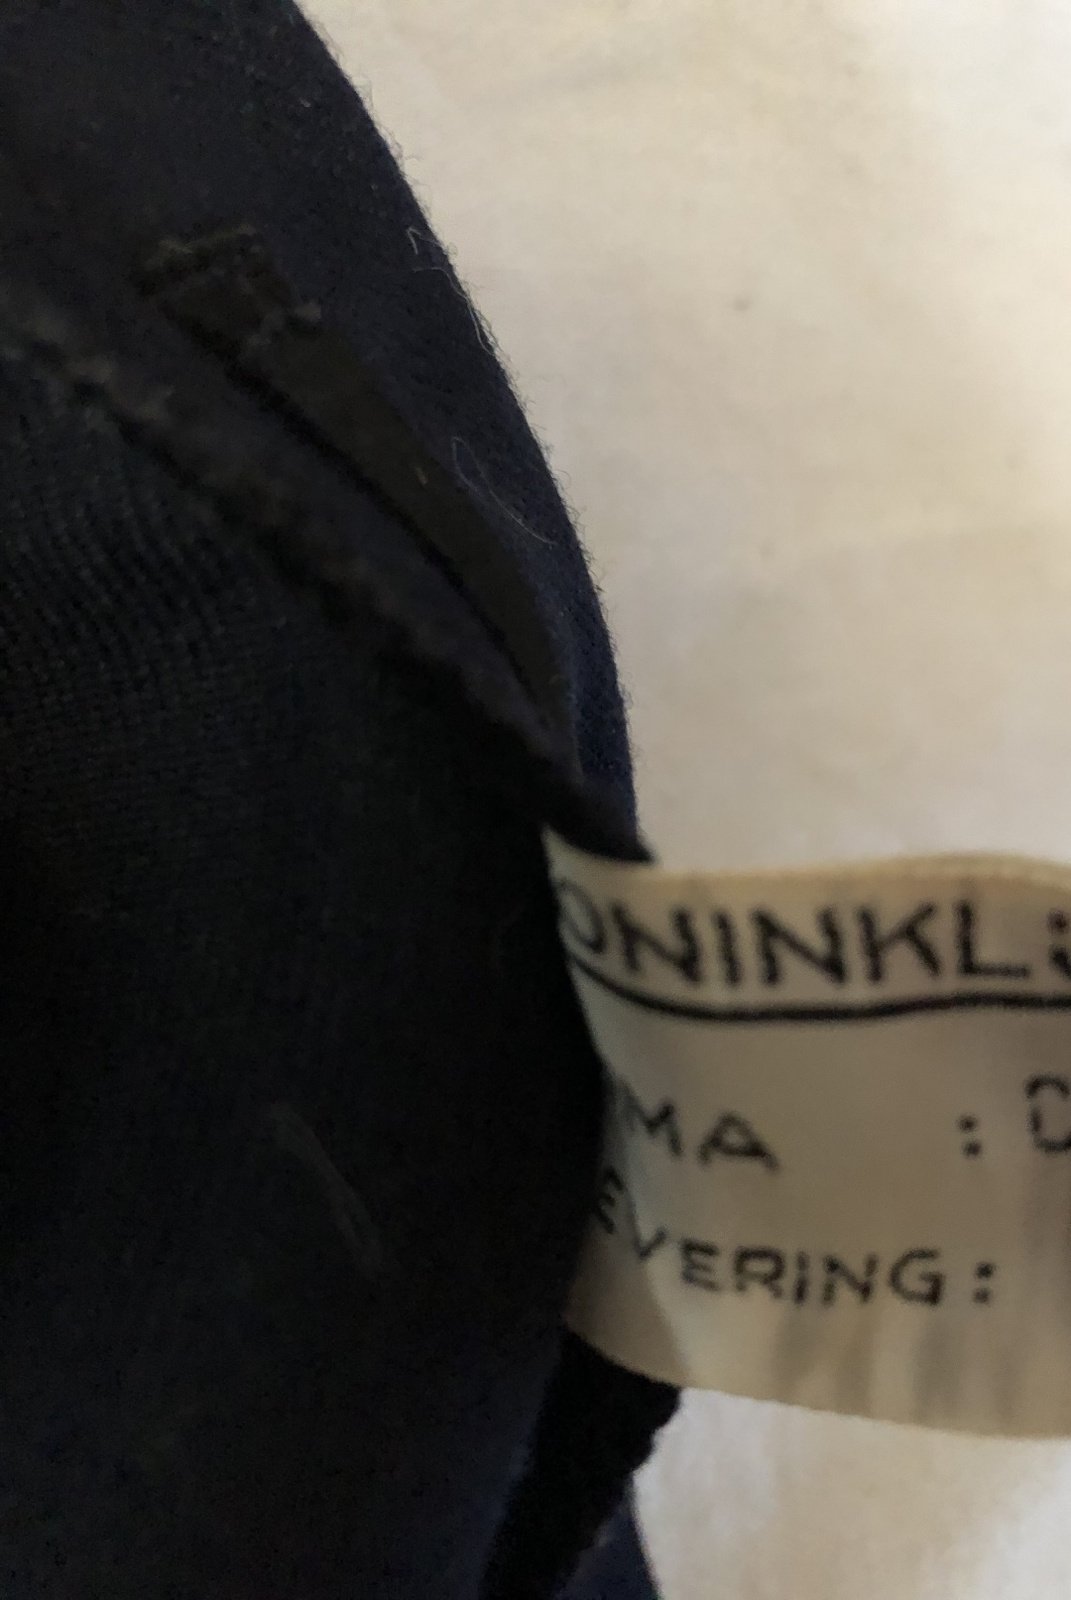 ONINKL
MA : 
EVERING :